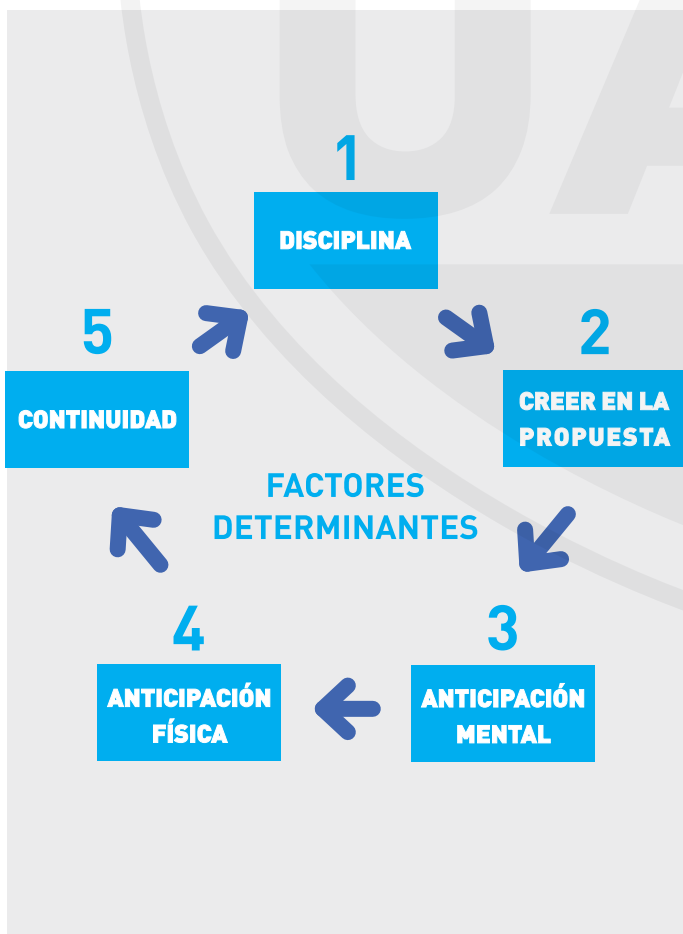 1
DISCIPLINA
2
CREER EN LA
PROPUESTA
3
ANTICIPACIÓN
MENTAL
4
ANTICIPACIÓN
FÍSICA
5
CONTINUIDAD
FACTORES
DETERMINANTES